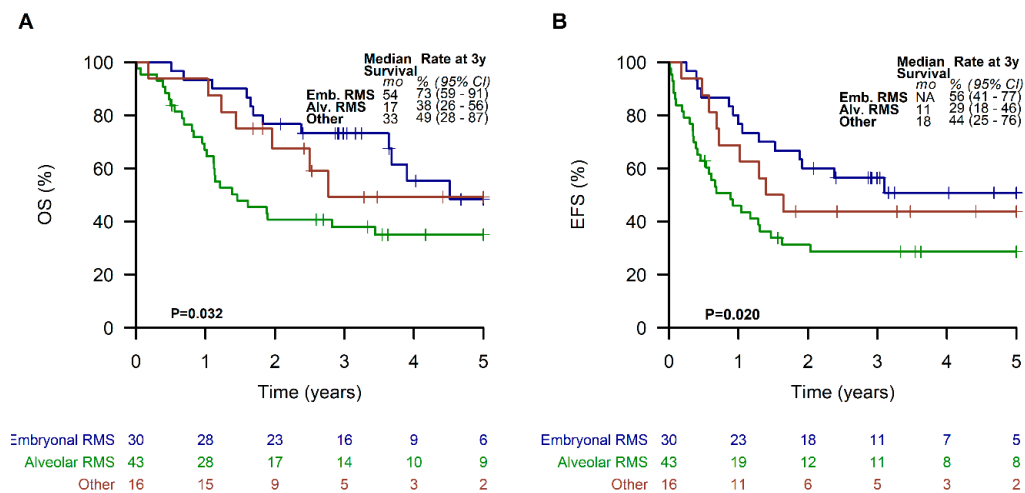 A
Median Rate at 3y
Survival
mo % (95% CI)
Emb. RMS 54 73 (59 - 91)
Alv. RMS 17 38 (26 - 56)
Other 33 49 (28 - 87)
100
80
60
40
20
0
OS (%)
P=0.032
0 1 2 3 4 5
Time (years)
Embryonal RMS 30 28 23 16 9 6
Alveolar RMS 43 28 17 14 10 9
Other 16 15 9 5 3 2
B
Median Rate at 3y
Survival
mo % (95% CI)
Emb. RMS NA 56 (41 - 77)
Alv. RMS 11 29 (18 - 46)
Other 18 44 (25 - 76)
100
80
60
40
20
0
EFS (%)
P=0.020
0 1 2 3 4 5
Time (years)
Embryonal RMS 30 23 18 11 7 5
Alveolar RMS 43 19 12 11 8 8
Other 16 11 6 5 3 2